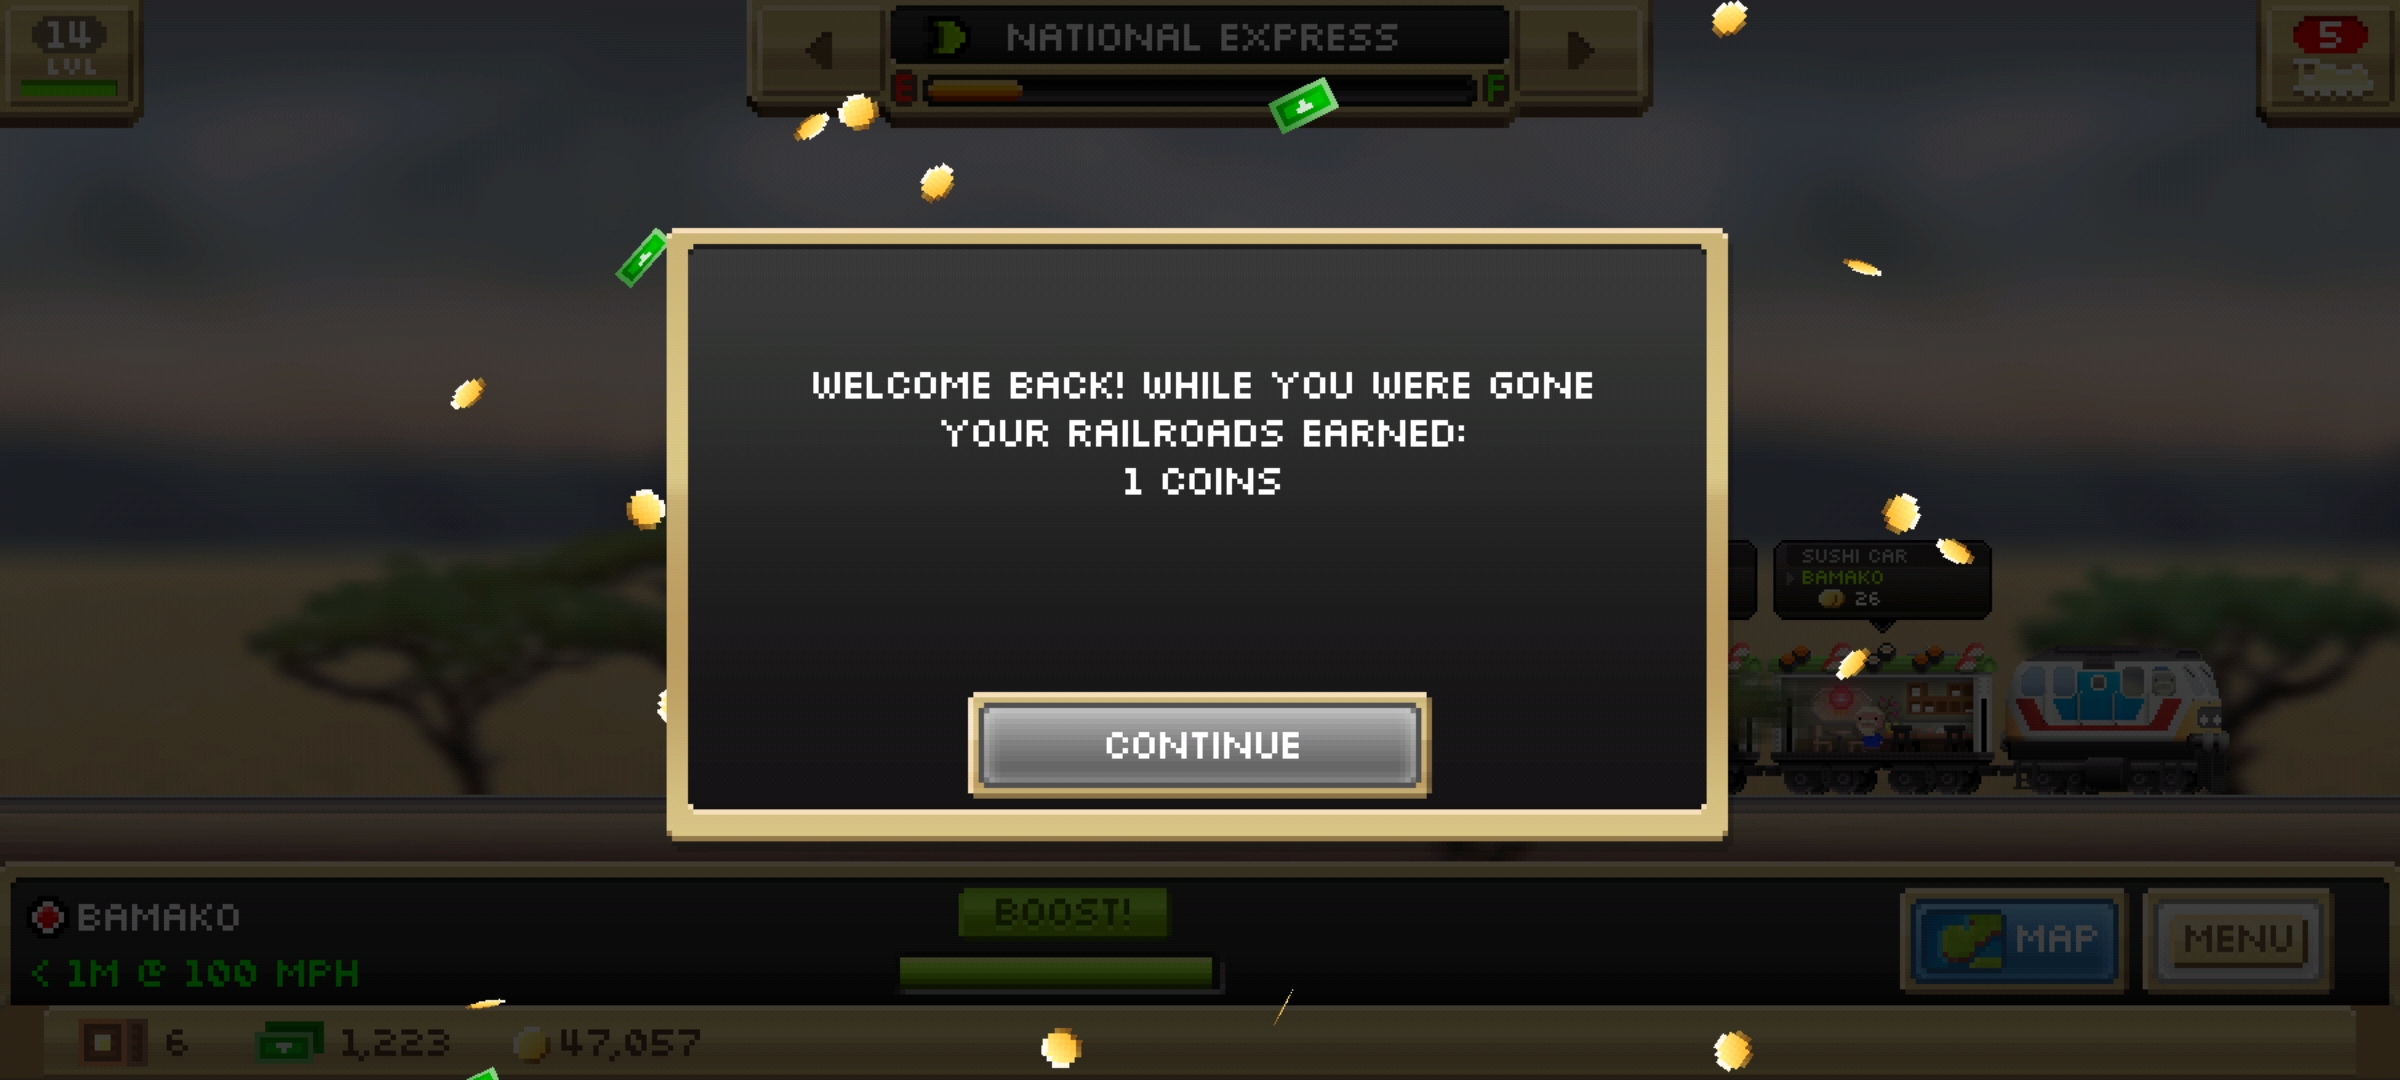 14
LVL
NATIONAL EXPRESS
E F
5
WELCOME BACK! WHILE YOU WERE GONE
YOUR RAILROADS EARNED:
1 COINS
CONTINUE
SUSHI CAR
BAMAKO
26
BAMAKO
< 1M @ 100 MPH
BOOST!
MAP
MENU
6 1,223 47,057